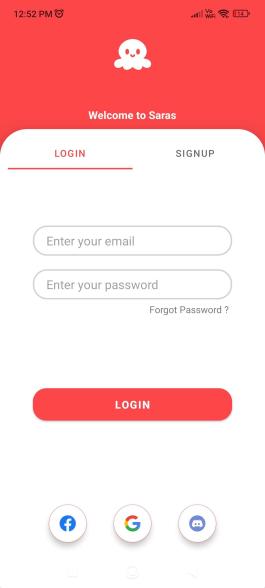 12:52 PM
Welcome to Saras
LOGIN
SIGNUP
Enter your email
Enter your password
Forgot Password ?
LOGIN